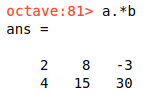 octave:81> a.*b
ans =
2 8 -3
4 15 30